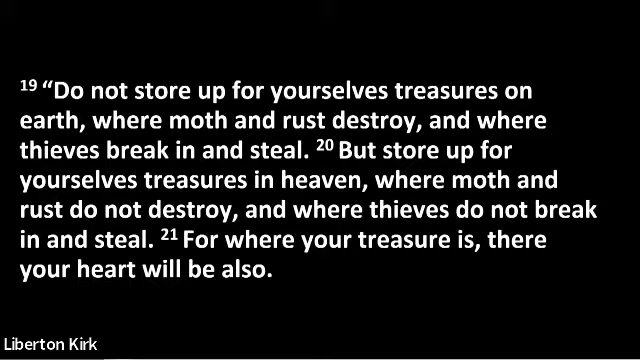 19 “Do not store up for yourselves treasures on
earth, where moth and rust destroy, and where
thieves break in and steal. 20 But store up for
yourselves treasures in heaven, where moth and
rust do not destroy, and where thieves do not break
in and steal. 21 For where your treasure is, there
your heart will be also.
Liberton Kirk